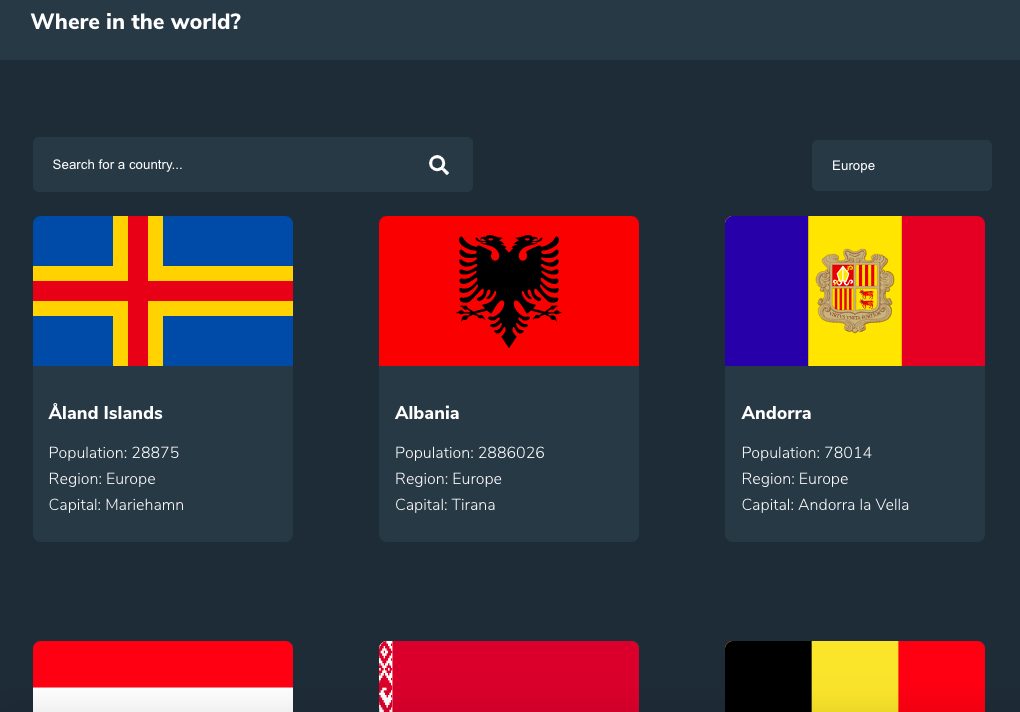 Where in the world?
Search for a country...
Europe
Åland Islands
Population: 28875
Region: Europe
Capital: Mariehamn
Albania
Population: 2886026
Region: Europe
Capital: Tirana
Andorra
Population: 78014
Region: Europe
Capital: Andorra la Vella